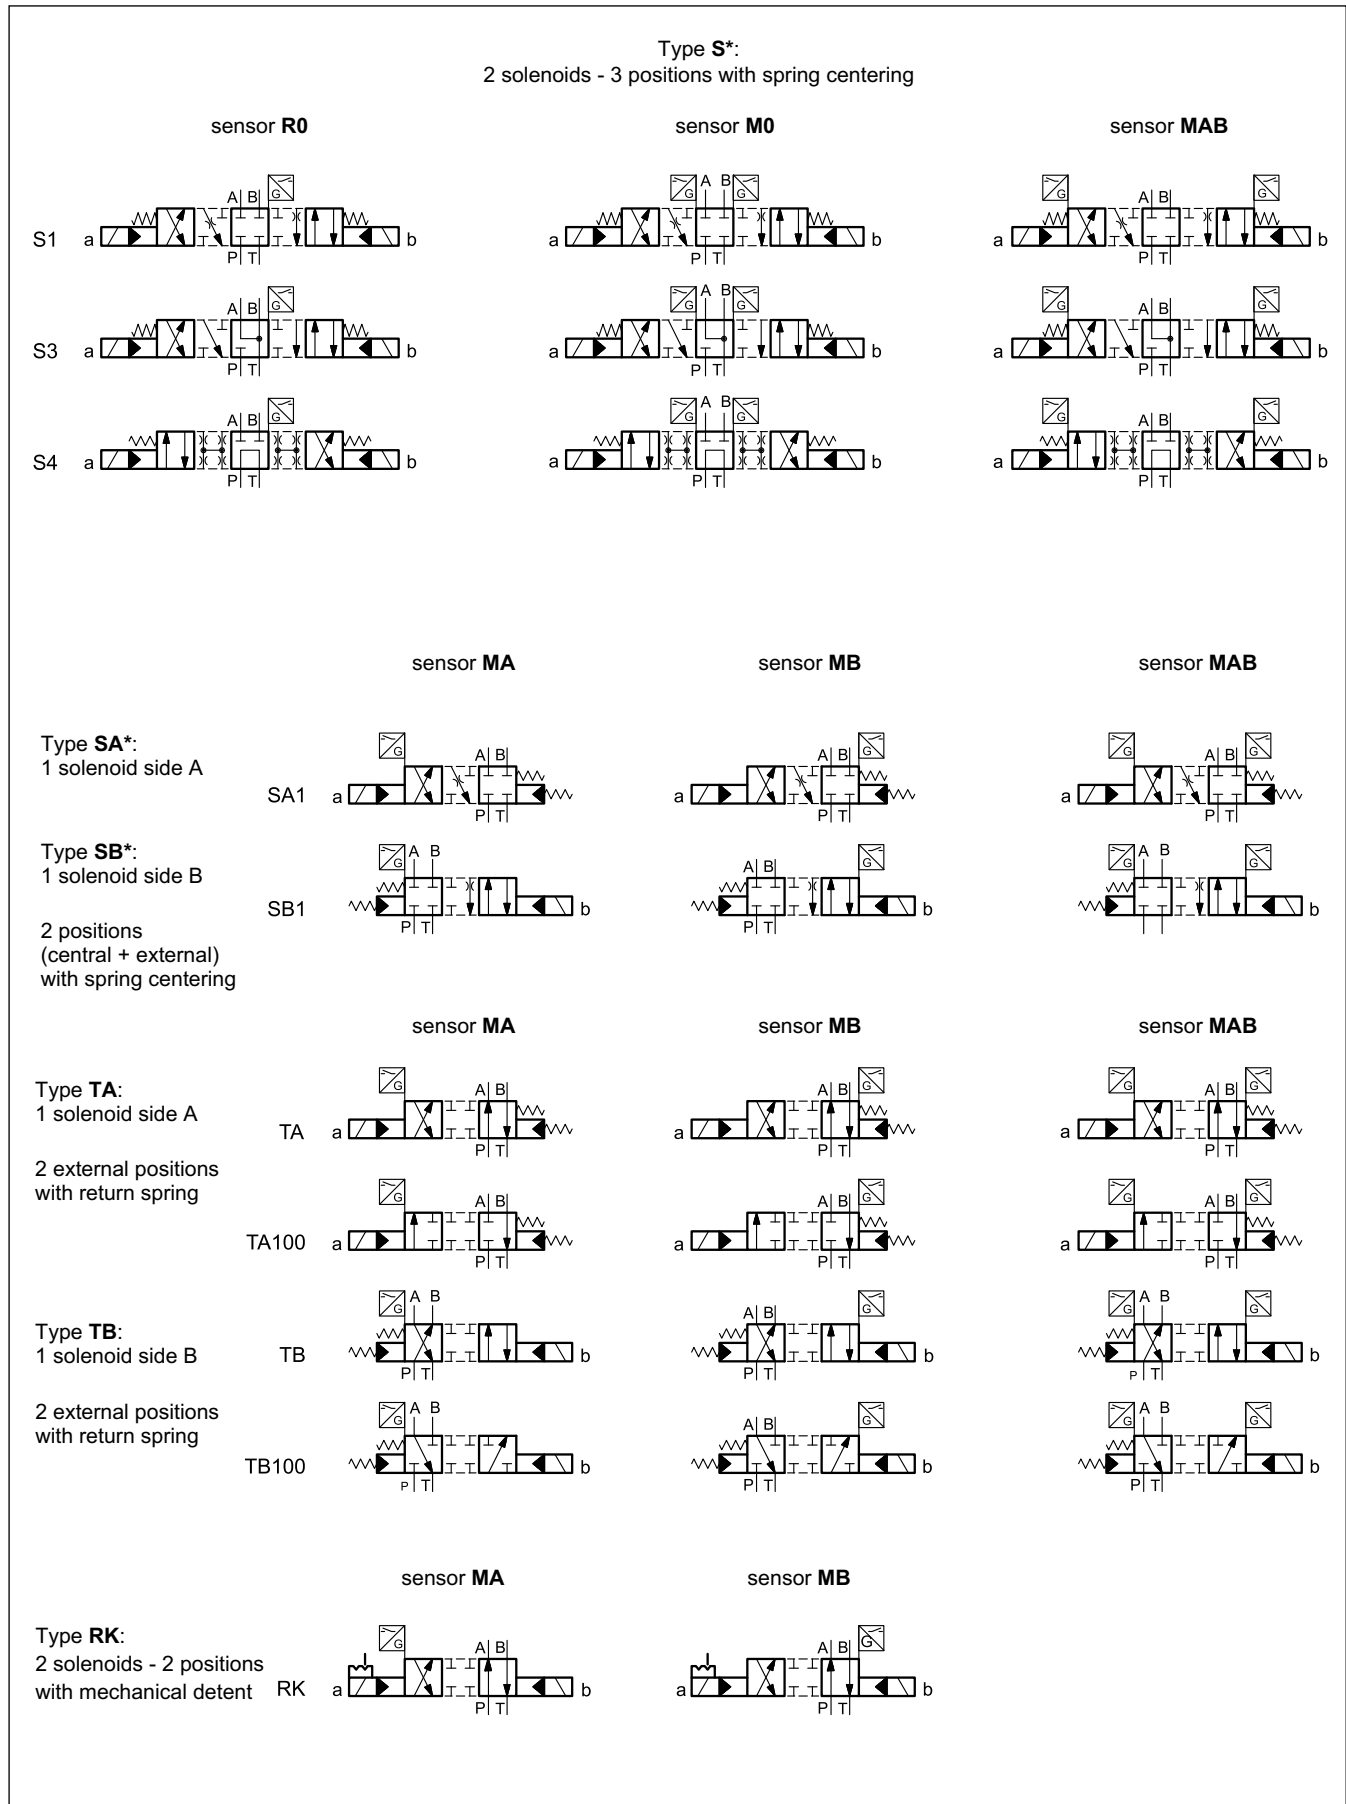 Type S*:
2 solenoids - 3 positions with spring centering
sensor R0 sensor M0 sensor MAB
A B G G A B G G A B G
S1 a b a b a b
P T P T P T
A B G G A B G G A B G
S3 a b a b a b
P T P T P T
A B G G A B G G A B G
S4 a b a b a b
P T P T P T
sensor MA sensor MB sensor MAB
Type SA*:
1 solenoid side A
G A B A B G G A B G
SA1 a a a
P T P T P T
Type SB*:
1 solenoid side B
G A B A B G G A B G
SB1 b b b
P T P T
2 positions
(central + external)
with spring centering
sensor MA sensor MB sensor MAB
Type TA:
1 solenoid side A
G A B A B G G A B G
TA a a a
P T P T P T
2 external positions
with return spring
G A B A B G G A B G
TA100 a a a
P T P T P T
Type TB:
1 solenoid side B
G A B A B G G A B G
TB b b b
P T P T P T
2 external positions
with return spring
G A B A B G G A B G
TB100 b b b
P T P T P T
sensor MA sensor MB
Type RK:
2 solenoids - 2 positions
with mechanical detent
G A B A B G
RK a b a b
P T P T